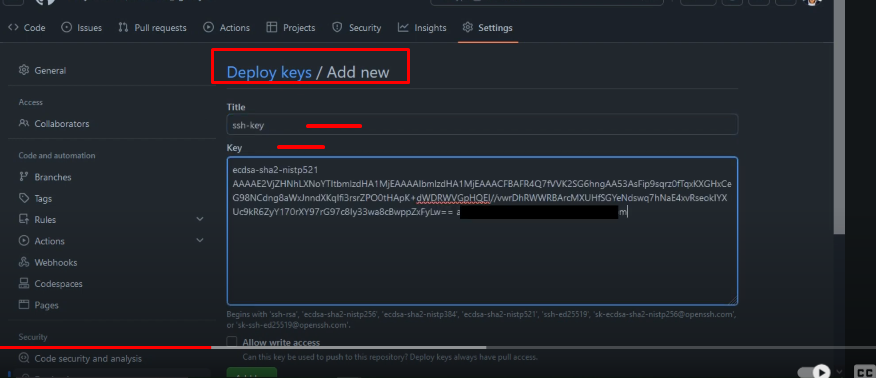 Code Issues Pull requests Actions Projects Security Insights Settings
General
Access
Collaborators
Code and automation
Branches
Tags
Rules
Actions
Webhooks
Codespaces
Pages
Security
Code security and analysis
Deploy keys / Add new
Title
ssh-key
Key
ecdsa-sha2-nistp521
Begins with 'ssh-rsa', 'ecdsa-sha2-nistp256', 'ecdsa-sha2-nistp384', 'ecdsa-sha2-nistp521', 'ssh-ed25519', 'sk-ecdsa-sha2-nistp256@openssh.com',
or 'sk-ssh-ed25519@openssh.com'.
Allow write access
Can this key be used to push to this repository? Deploy keys always have pull access.
CC